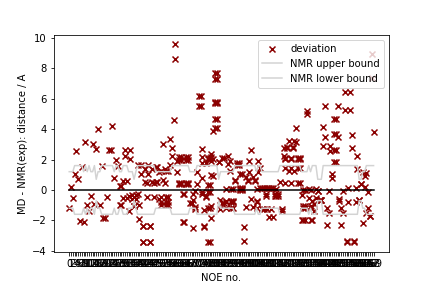 10
8
6
4
2
0
−2
−4
MD - NMR(exp): distance / A
deviation
NMR upper bound
NMR lower bound
NOE no.